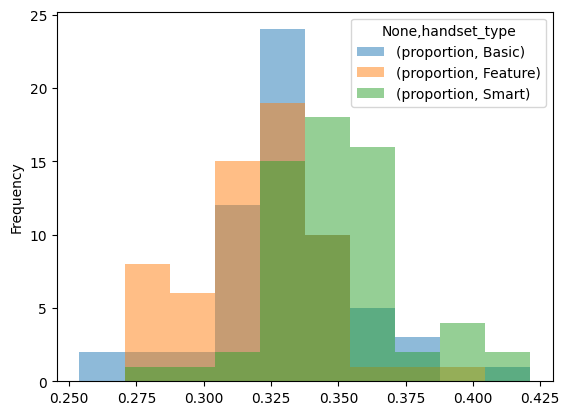 25
20
15
10
5
0
Frequency
None,handset_type
(proportion, Basic)
(proportion, Feature)
(proportion, Smart)
0.250 0.275 0.300 0.325 0.350 0.375 0.400 0.425